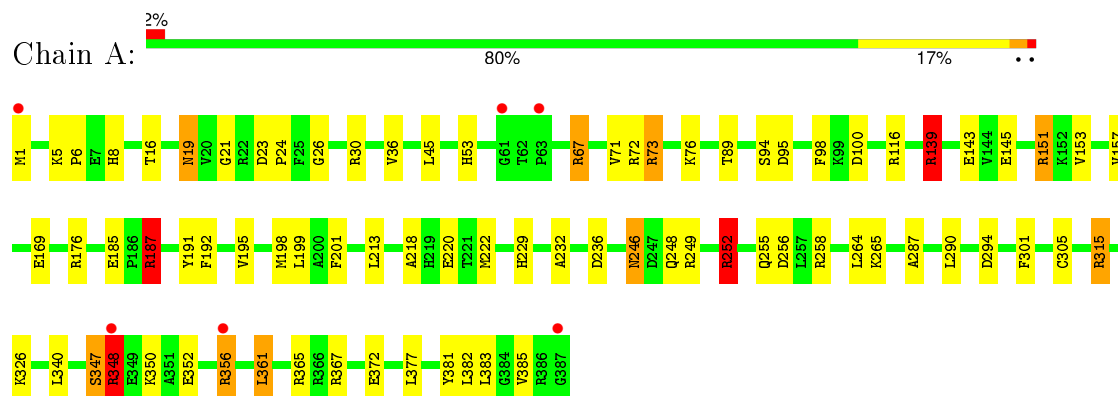 2%
Chain A:
80% 17% • •
M1 K5 P6 E7 H8 T16 N19 V20 G21 R22 D23 P24 F25 G26 R30 V36 L45 H53 G61 T62 P63 R67 V71 R72 R73 K76 T89 S94 D95 F98 K99 D100 R116 R139 E143 V144 E145 R151 K152 V153 V157
E169 R176 E185 P186 R187 Y191 F192 V195 M198 L199 A200 F201 L213 A218 H219 E220 T221 M222 H229 A232 D236 N246 D247 Q248 R249 R252 Q255 D256 L257 R258 L264 K265 A287 L290 D294 F301 C305 R315
K326 L340 S347 R348 E349 K350 A351 E352 R356 L361 R365 R366 R367 E372 L377 Y381 L382 L383 G384 V385 R386 G387